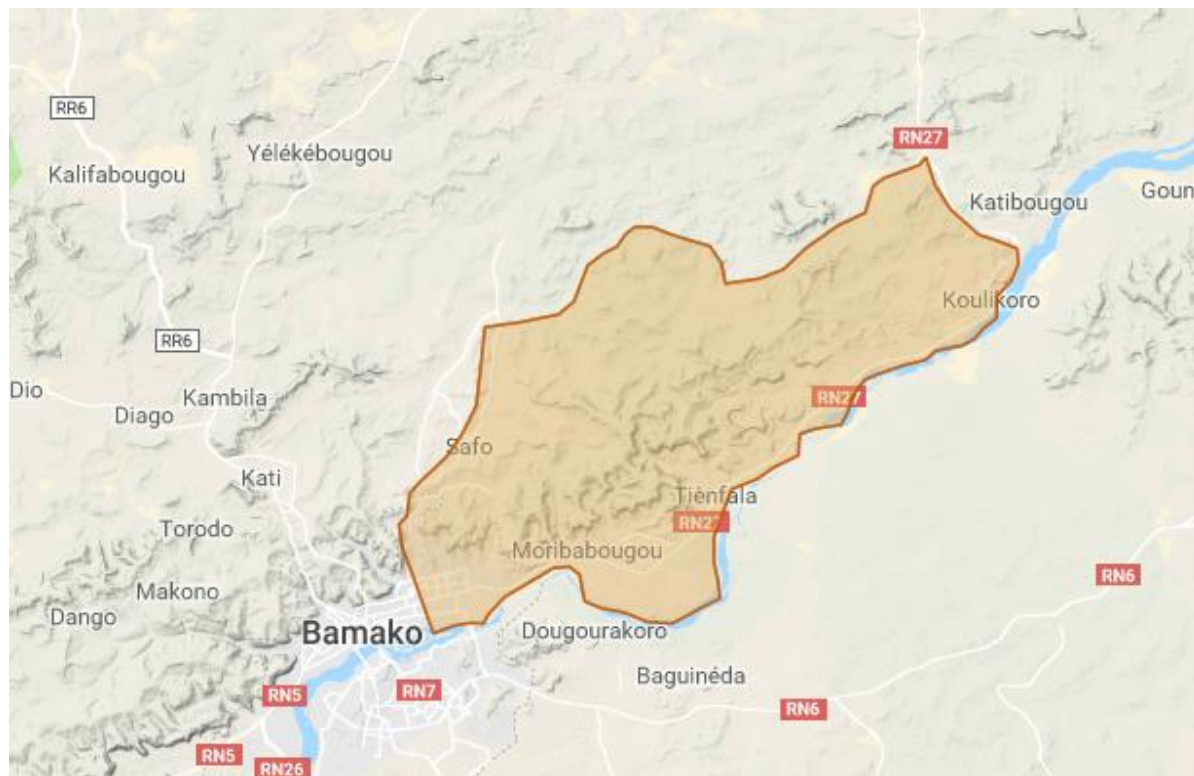 RR6
RN27
Yélékébougou
Kalifabougou
Goun
Katibougou
Koulikoro
RR6
Dio
Kambila
RN27
Diago
Safo
Kati
Tiènfala
Torodo
RN27
Moribabougou
RN6
Makono
Dango
Bamako
Dougourakoro
Baguinéda
RN5
RN7
RN6
RN5
RN26